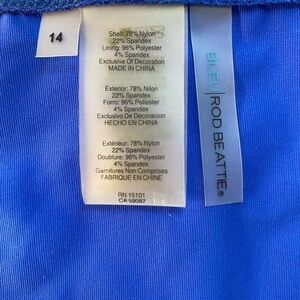 14
Shell: 78% Nylon
22% Spandex
Lining: 96% Polyester
4% Spandex
Exclusive Of Decoration
MADE IN CHINA
Exterior: 78% Nilon
22% Spandex
Forro: 96% Polyester
4% Spandex
Exclusivo De Decoracion
HECHO EN CHINA
Extérieur: 78% Nylon
22% Spandex
Doublure: 96% Polyester
4% Spandex
Garnitures Non Comprises
FABRIQUE EN CHINE
RN 15101
CA 59087
BLEU | ROD BEATTIE®